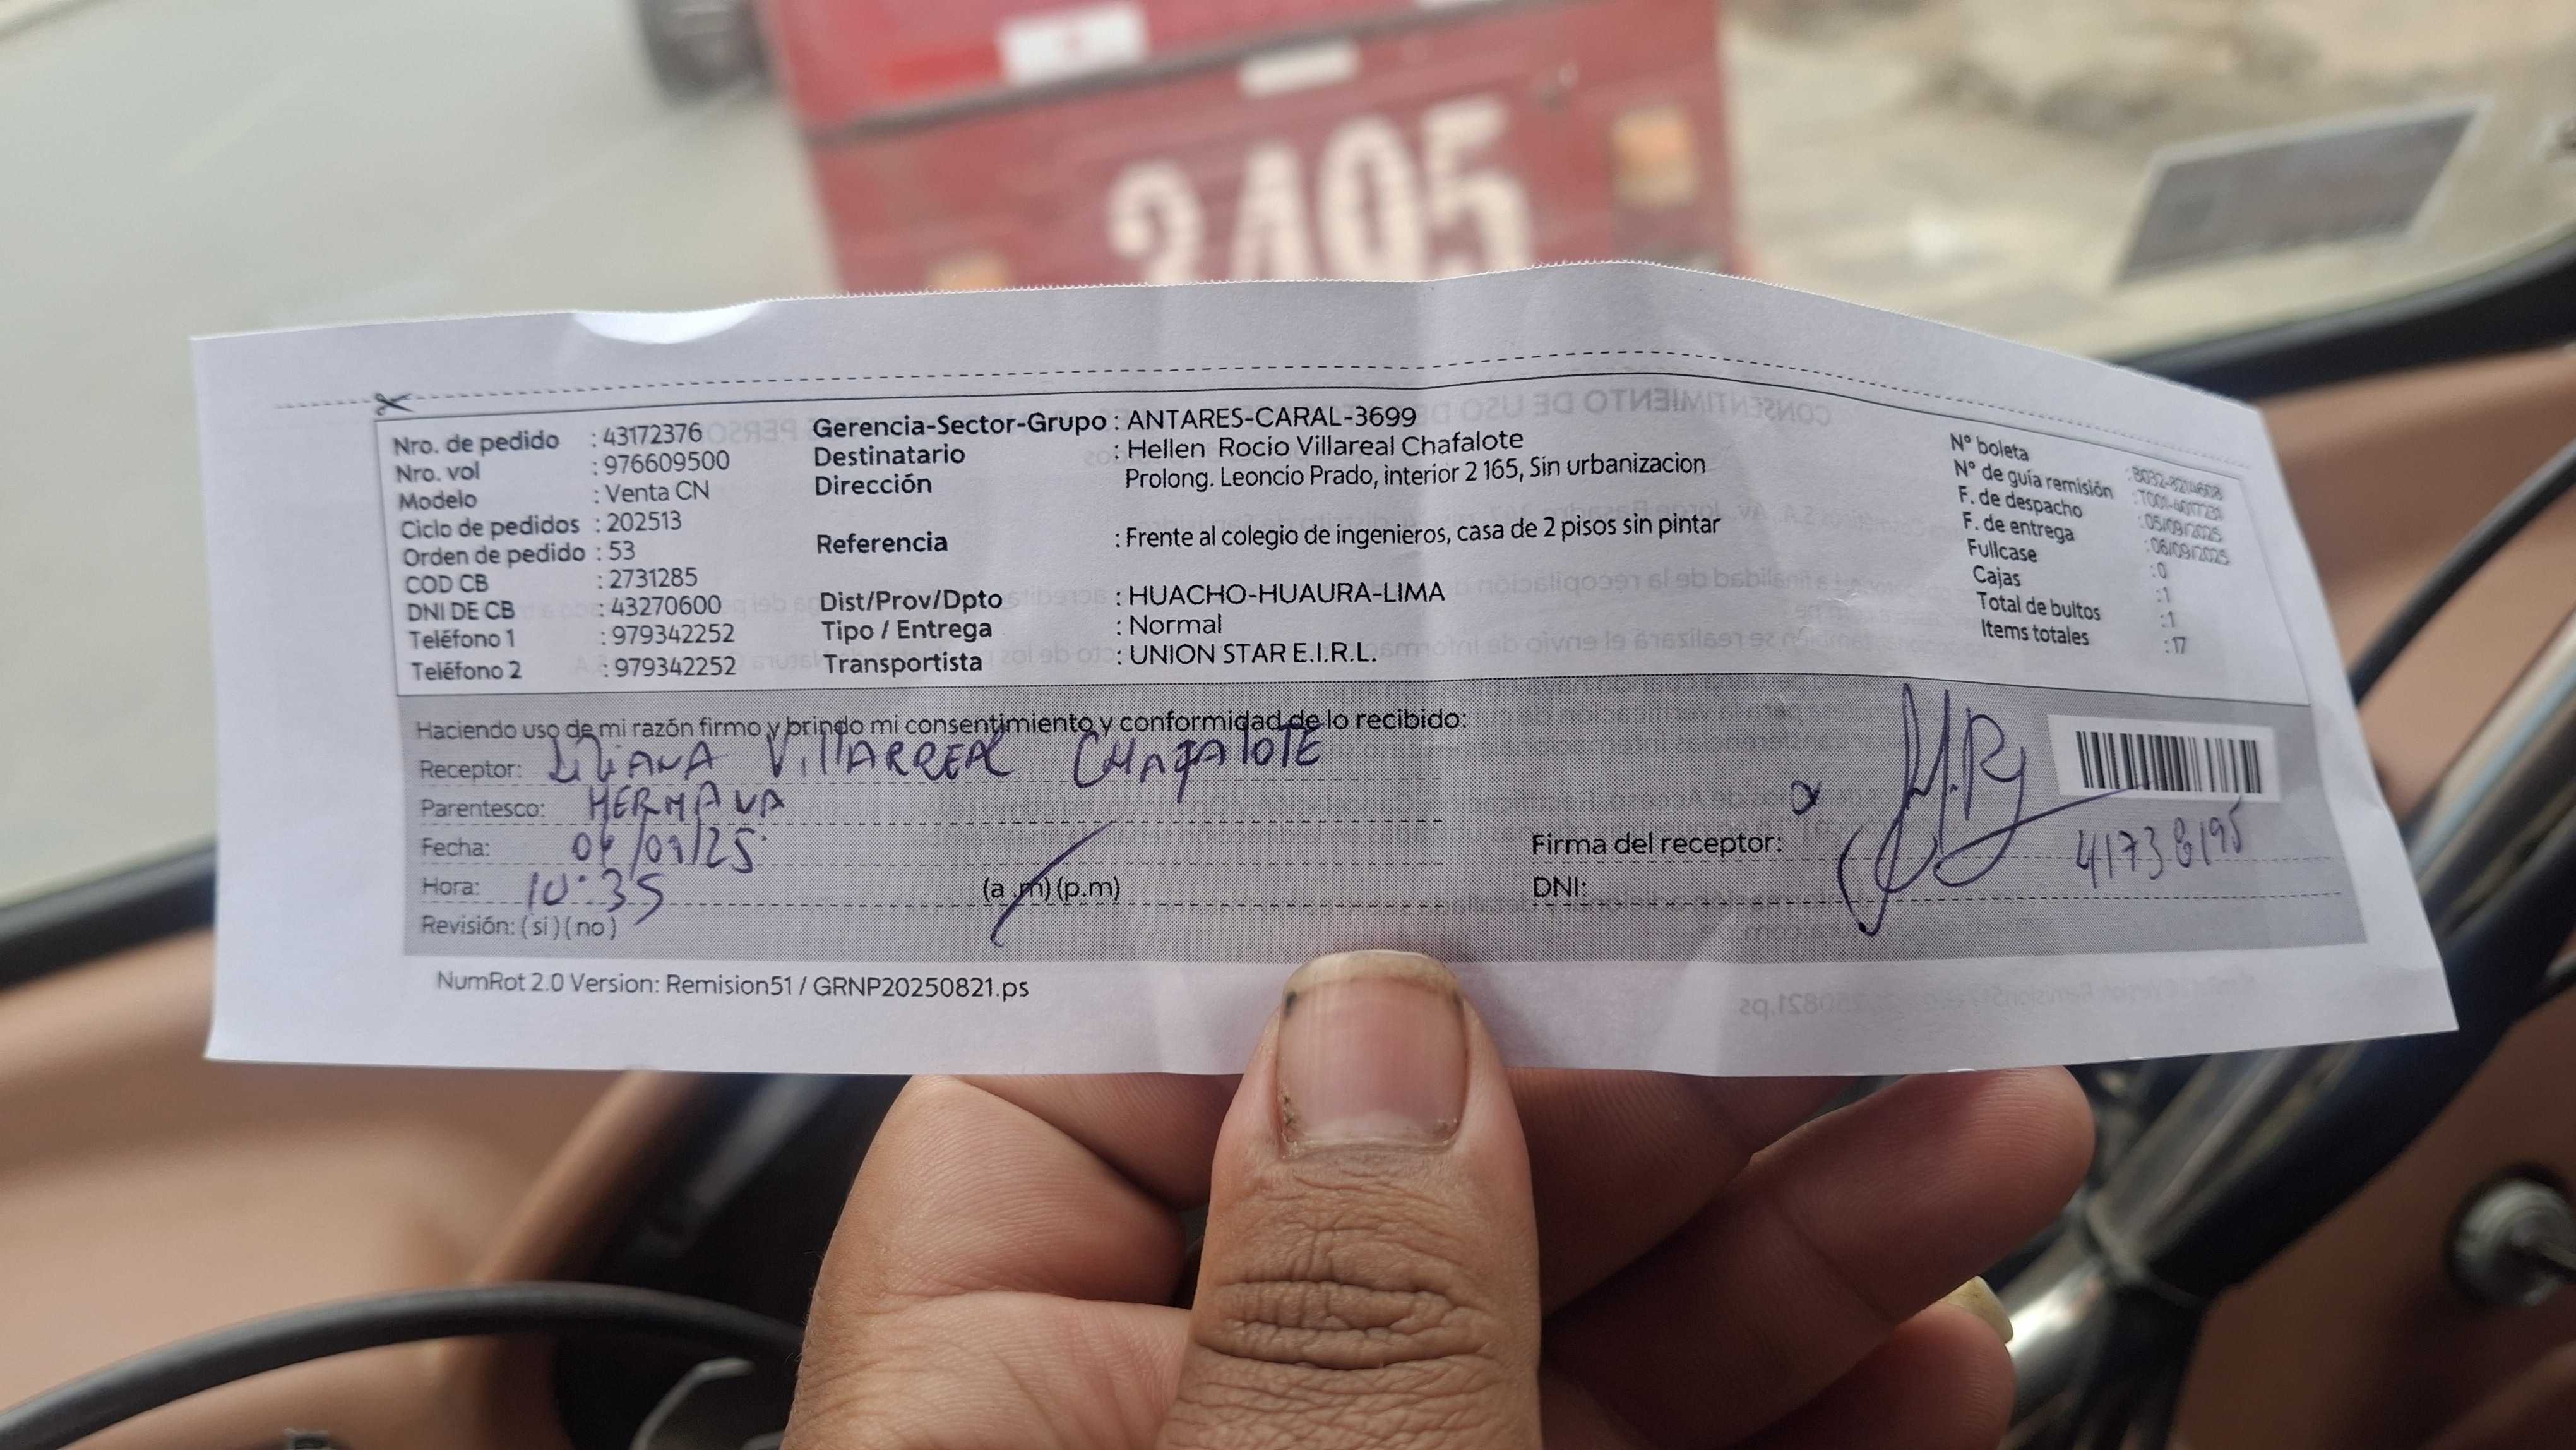 3495
Nro. de pedido : 43172376
Nro. vol : 976609500
Modelo : Venta CN
Ciclo de pedidos : 202513
Orden de pedido : 53
COD CB : 2731285
DNI DE CB : 43270600
Teléfono 1 : 979342252
Teléfono 2 : 979342252
Gerencia-Sector-Grupo : ANTARES-CARAL-3699
Destinatario : Hellen Rocio Villareal Chafalote
Dirección Prolong. Leoncio Prado, interior 2 165, Sin urbanizacion
Referencia : Frente al colegio de ingenieros, casa de 2 pisos sin pintar
Dist/Prov/Dpto : HUACHO-HUAURA-LIMA
Tipo / Entrega : Normal
Transportista : UNION STAR E.I.R.L.
N° boleta
N° de guía remisión
F. de despacho : 05/09/2025
F. de entrega : 06/09/2025
Fullcase : 0
Cajas : 1
Total de bultos : 1
Items totales : 17
Haciendo uso de mi razón firmo y brindo mi consentimiento y conformidad de lo recibido:
Receptor: LILIANA VILLARREAL CHAFALOTE
Parentesco: HERMANA
Fecha: 06/09/25
Hora: 10:35 (a.m) (p.m)
Revisión: (si) (no)
Firma del receptor:
DNI: 41738195
NumRot 2.0 Version: Remision51 / GRNP20250821.ps